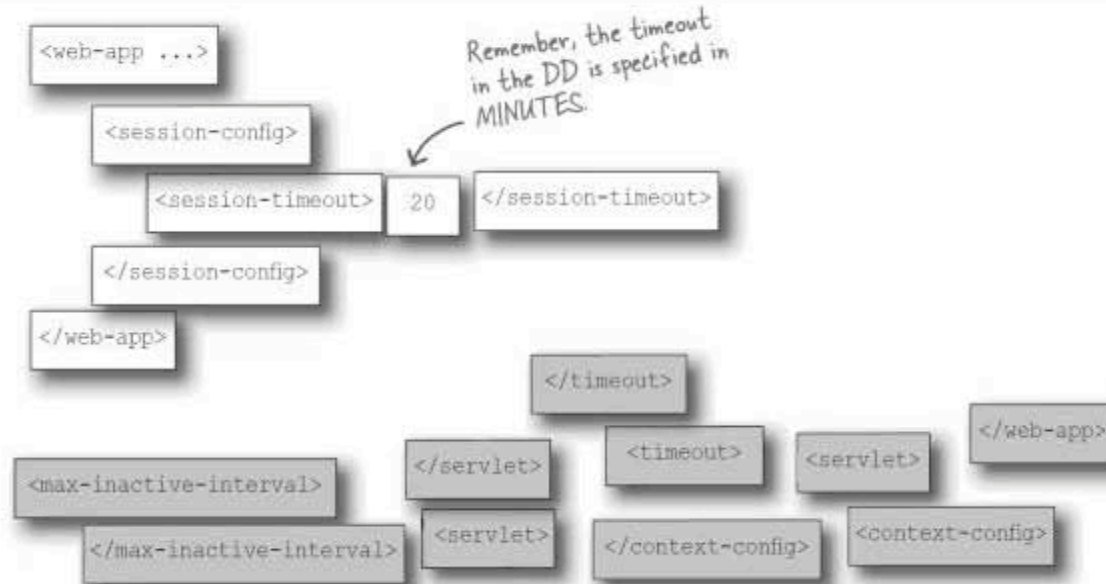 <web-app ...>
Remember, the timeout
in the DD is specified in
MINUTES.
<session-config>
<session-timeout> 20 </session-timeout>
</session-config>
</web-app>
</timeout>
</web-app>
</servlet>
<timeout>
<servlet>
<max-inactive-interval>
</max-inactive-interval>
<servlet>
</context-config>
<context-config>